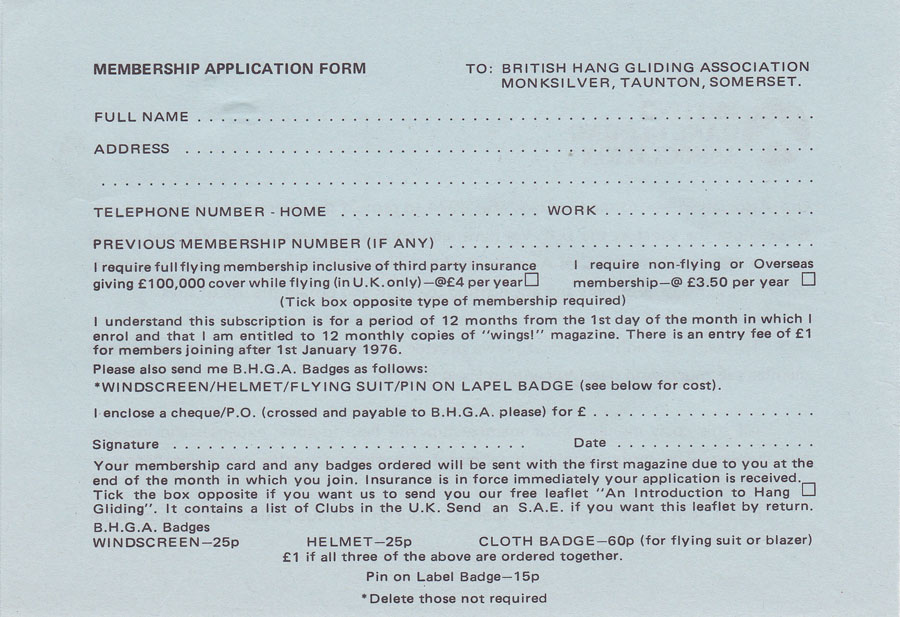 MEMBERSHIP APPLICATION FORM
TO: BRITISH HANG GLIDING ASSOCIATION
MONKSILVER, TAUNTON, SOMERSET.
FULL NAME
ADDRESS
TELEPHONE NUMBER - HOME WORK
PREVIOUS MEMBERSHIP NUMBER (IF ANY)
I require full flying membership inclusive of third party insurance
giving £100,000 cover while flying (in U.K. only)—@£4 per year
I require non-flying or Overseas
membership—@ £3.50 per year
(Tick box opposite type of membership required)
I understand this subscription is for a period of 12 months from the 1st day of the month in which I
enrol and that I am entitled to 12 monthly copies of "wings!" magazine. There is an entry fee of £1
for members joining after 1st January 1976.
Please also send me B.H.G.A. Badges as follows:
*WINDSCREEN/HELMET/FLYING SUIT/PIN ON LAPEL BADGE (see below for cost).
I enclose a cheque/P.O. (crossed and payable to B.H.G.A. please) for £
Signature Date
Your membership card and any badges ordered will be sent with the first magazine due to you at the
end of the month in which you join. Insurance is in force immediately your application is received.
Tick the box opposite if you want us to send you our free leaflet "An Introduction to Hang
Gliding". It contains a list of Clubs in the U.K. Send an S.A.E. if you want this leaflet by return.
B.H.G.A. Badges
WINDSCREEN—25p HELMET—25p CLOTH BADGE—60p (for flying suit or blazer)
£1 if all three of the above are ordered together.
Pin on Label Badge—15p
*Delete those not required